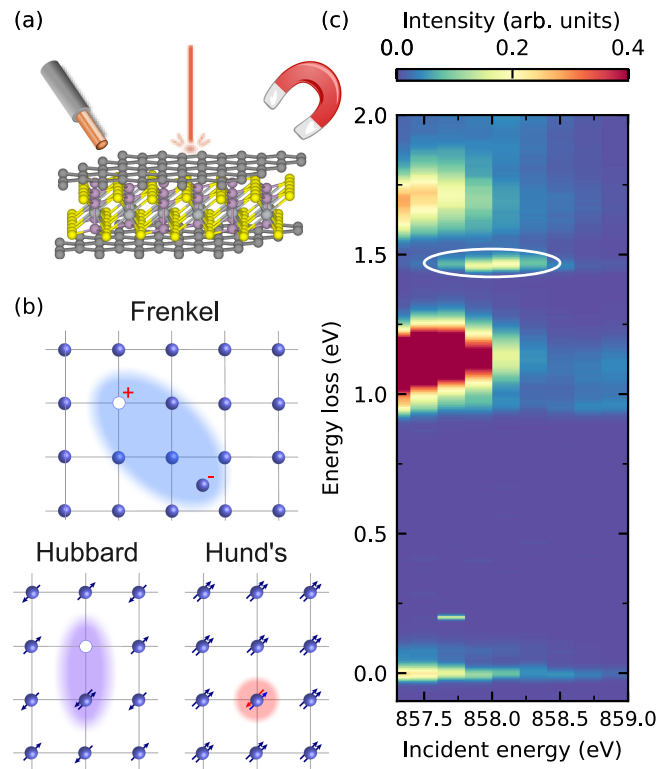 (a)
(b)
Frenkel
+
-
Hubbard
Hund's
(c)
Intensity (arb. units)
0.0 0.2 0.4
Energy loss (eV)
2.0
1.5
1.0
0.5
0.0
857.5 858.0 858.5 859.0
Incident energy (eV)